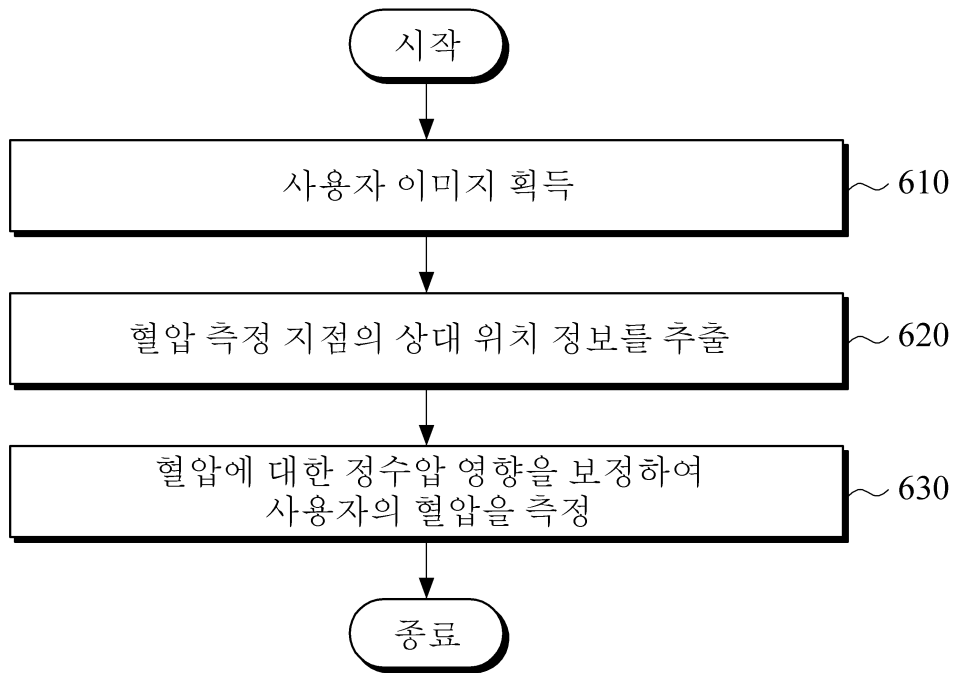 시작
사용자 이미지 획득
610
혈압 측정 지점의 상대 위치 정보를 추출
620
혈압에 대한 정수압 영향을 보정하여
사용자의 혈압을 측정
630
종료